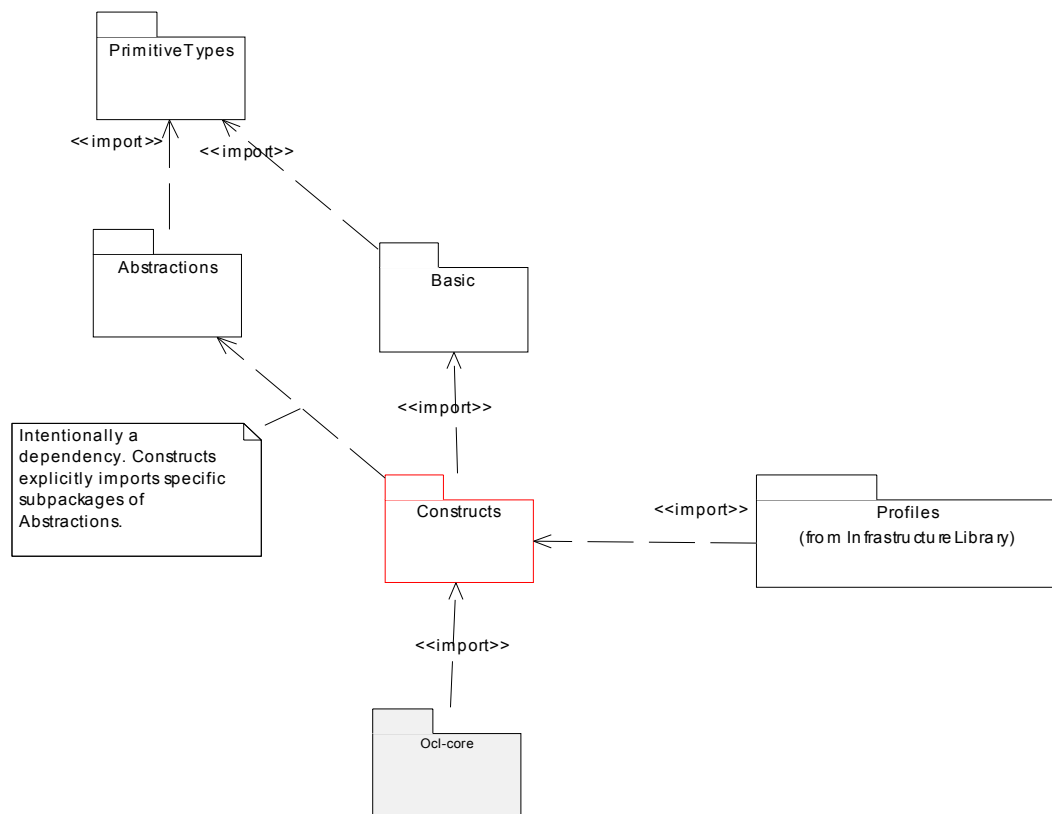 PrimitiveTypes
<<import>>
<<import>>
Abstractions
Basic
<<import>>
Intentionally a
dependency. Constructs
explicitly imports specific
subpackages of
Abstractions.
Constructs
<<import>>
Profiles
(from InfrastructureLibrary)
<<import>>
Ocl-core